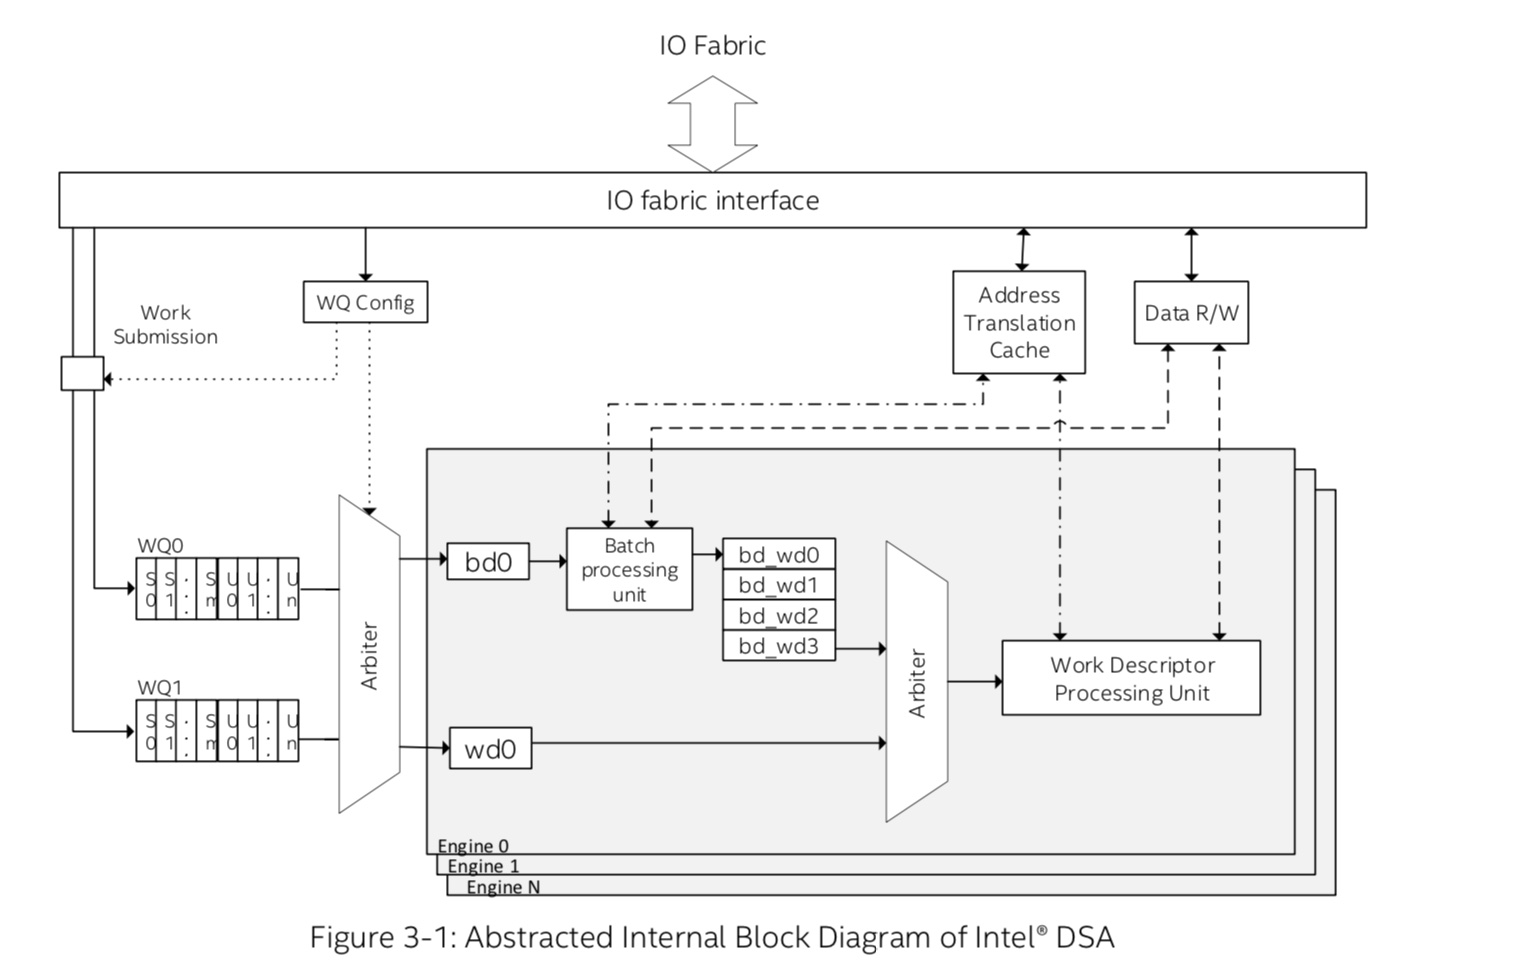 IO Fabric
IO fabric interface
WQ Config
Work
Submission
Address
Translation
Cache
Data R/W
WQ0
S S . S U U . U
0 1 : m 0 1 : n
WQ1
S S . S U U . U
0 1 : m 0 1 : n
Arbiter
bd0
Batch
processing
unit
bd_wd0
bd_wd1
bd_wd2
bd_wd3
wd0
Arbiter
Work Descriptor
Processing Unit
Engine 0
Engine 1
Engine N
Figure 3-1: Abstracted Internal Block Diagram of Intel® DSA